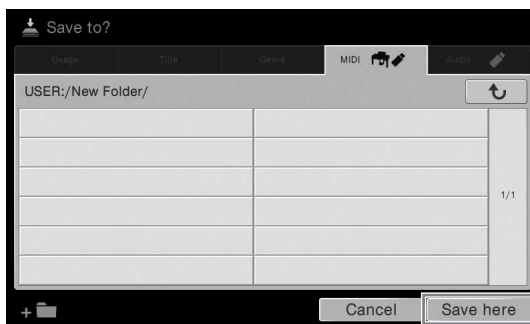 Save to?
Usage Title Genre MIDI Audio
USER:/New Folder/
1/1
+
Cancel Save here